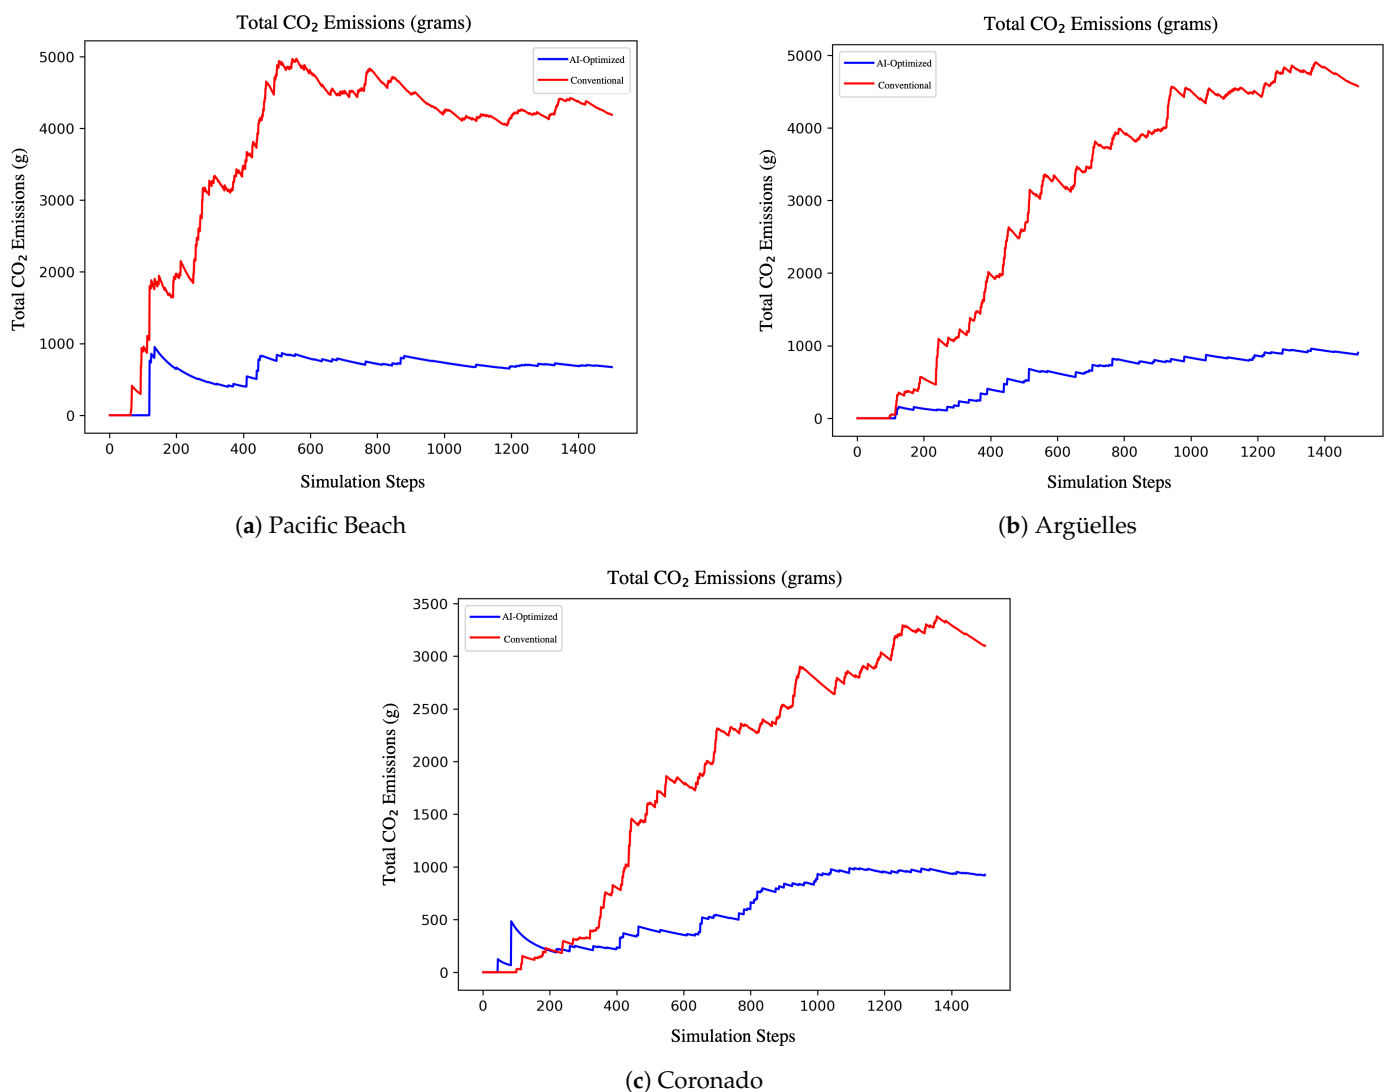 Total CO₂ Emissions (grams)
5000
4000
3000
2000
1000
0
Total CO₂ Emissions (g)
AI-Optimized
Conventional
0 200 400 600 800 1000 1200 1400
Simulation Steps
(a) Pacific Beach
Total CO₂ Emissions (grams)
5000
4000
3000
2000
1000
0
Total CO₂ Emissions (g)
AI-Optimized
Conventional
0 200 400 600 800 1000 1200 1400
Simulation Steps
(b) Argüelles
Total CO₂ Emissions (grams)
3500
3000
2500
2000
1500
1000
500
0
Total CO₂ Emissions (g)
AI-Optimized
Conventional
0 200 400 600 800 1000 1200 1400
Simulation Steps
(c) Coronado